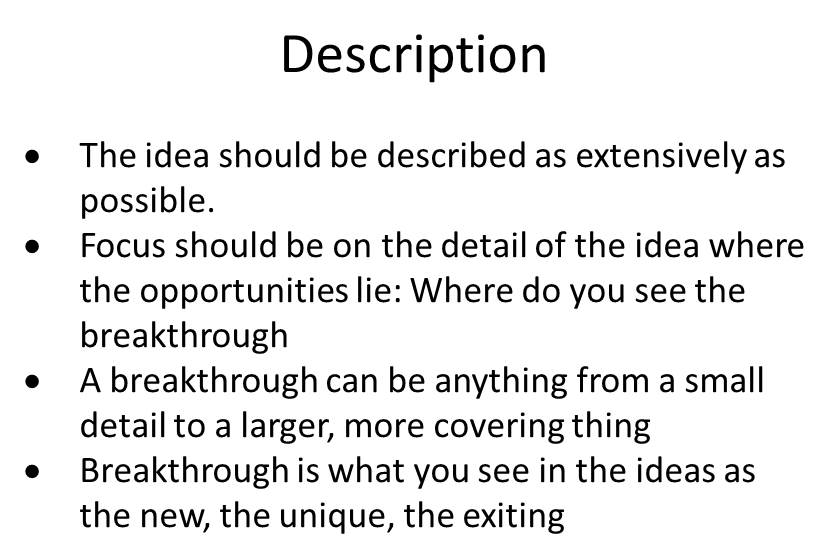 Description
• The idea should be described as extensively as
possible.
• Focus should be on the detail of the idea where
the opportunities lie: Where do you see the
breakthrough
• A breakthrough can be anything from a small
detail to a larger, more covering thing
• Breakthrough is what you see in the ideas as
the new, the unique, the exiting